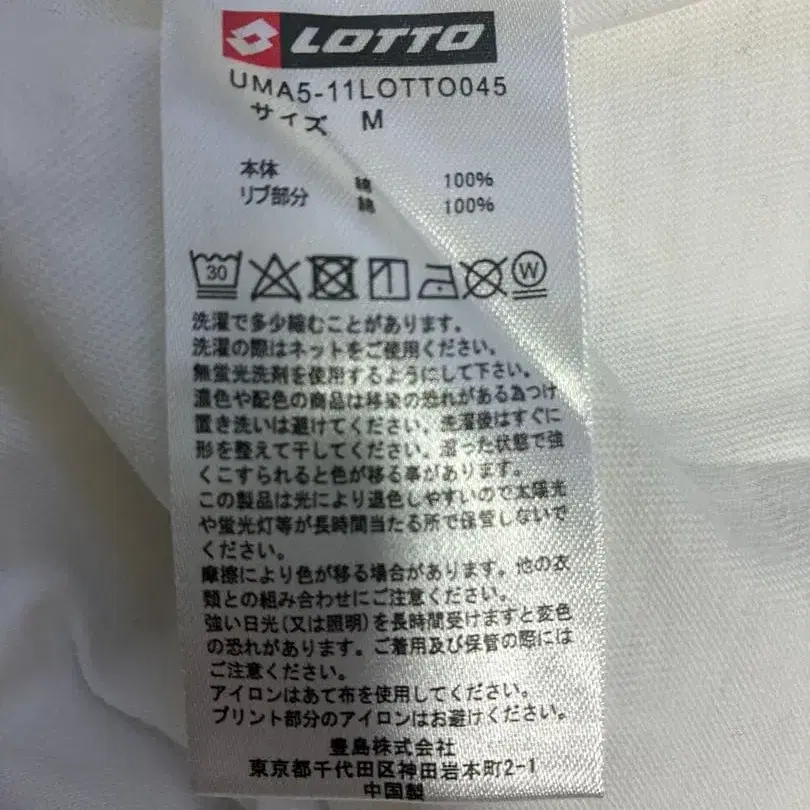 LOTTO
UMA5-11LOTTO045
サイズ M
本体 綿 100%
リブ部分 綿 100%
30 W
洗濯で多少縮むことがあります。
洗濯の際はネットをご使用ください。
無蛍光洗剤を使用するようにして下さい。
濃色や配色の商品は移染の恐れがある為つけ
置き洗いは避けてください。洗濯後はすぐに
形を整えて干してください。湿った状態で強
くこすられると色が移る事があります。
この製品は光により退色しやすいので太陽光
や蛍光灯等が長時間当たる所で保管しないで
ください。
摩擦により色が移る場合があります。他の衣
類との組み合わせにご注意ください。
強い日光(又は照明)を長時間受けますと変色
の恐れがあります。ご着用及び保管の際には
ご注意ください。
アイロンはあて布を使用してください。
プリント部分のアイロンはお避けください。
豊島株式会社
東京都千代田区神田岩本町2-1
中国製